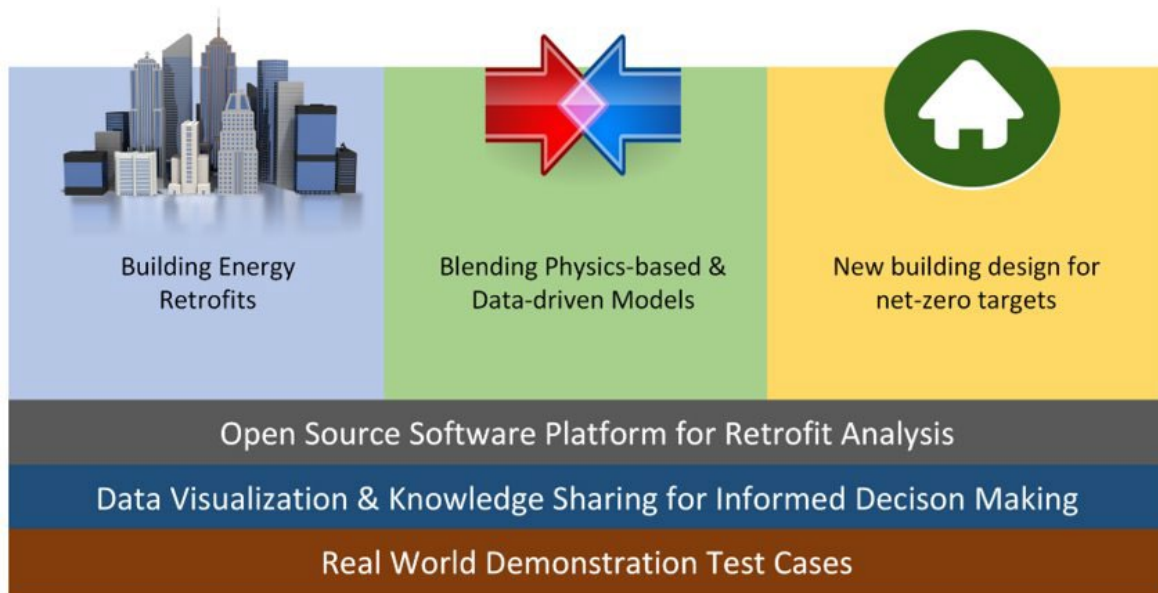 Building Energy
Retrofits
Blending Physics-based &
Data-driven Models
New building design for
net-zero targets
Open Source Software Platform for Retrofit Analysis
Data Visualization & Knowledge Sharing for Informed Decison Making
Real World Demonstration Test Cases